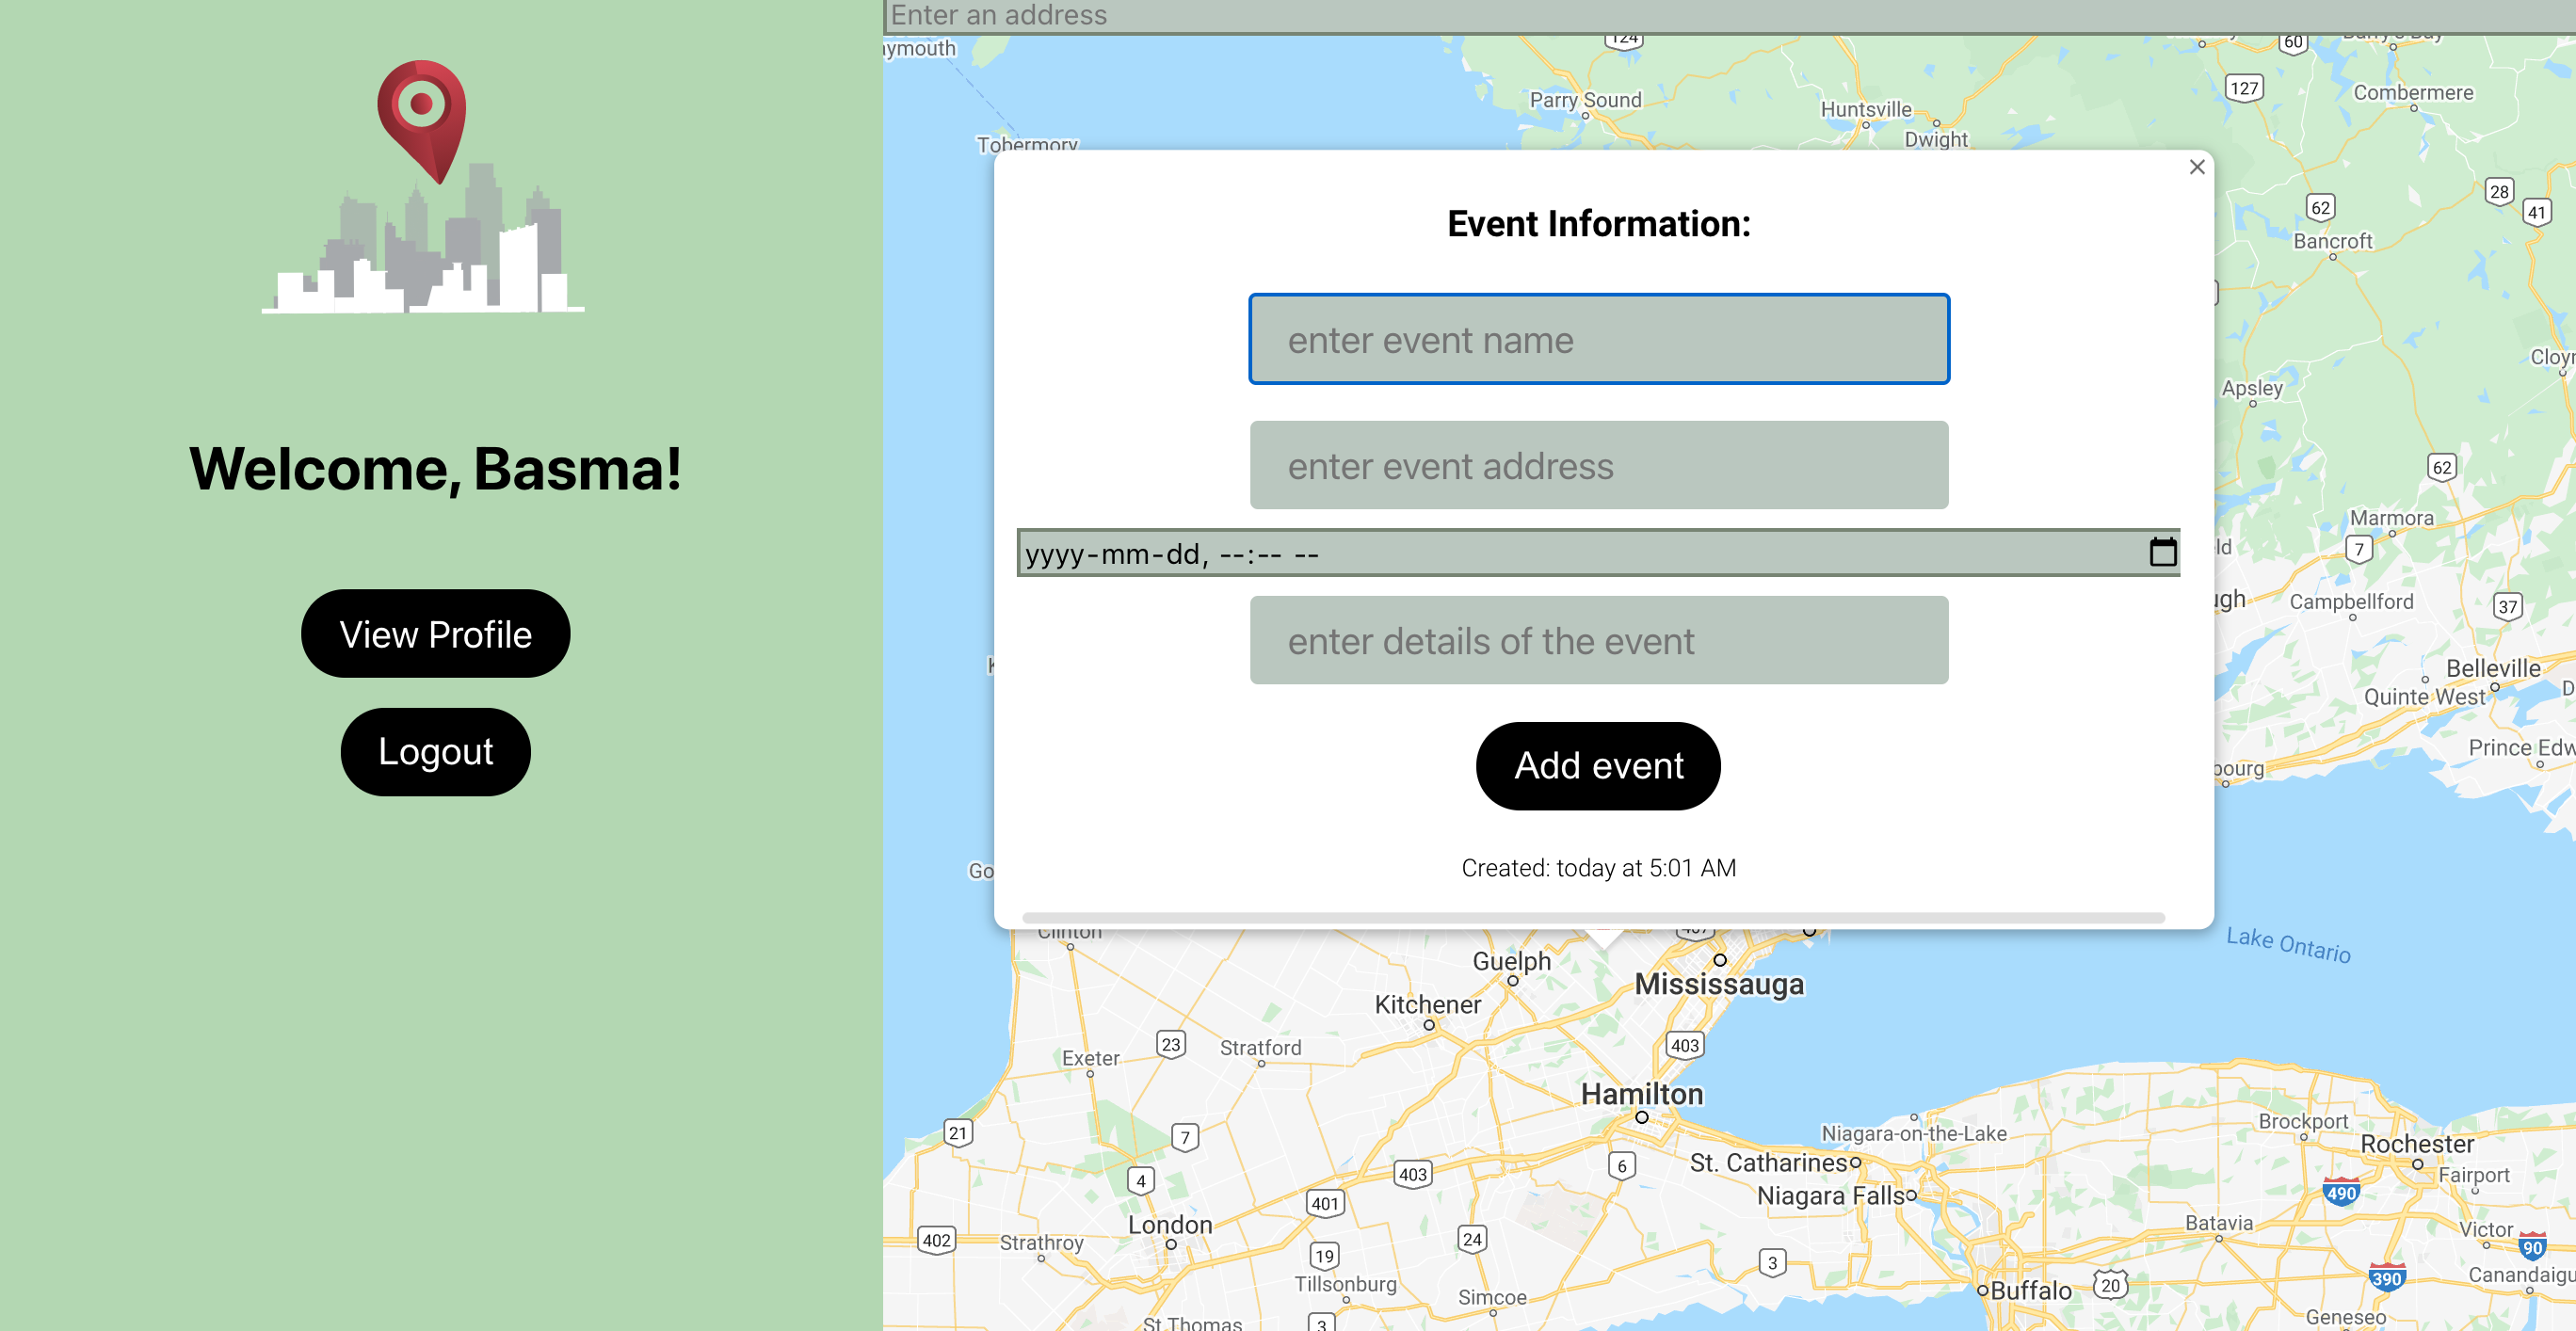 Welcome, Basma!
View Profile
Logout
Enter an address
Event Information:
enter event name
enter event address
yyyy-mm-dd, --:-- --
enter details of the event
Add event
Created: today at 5:01 AM
124
60
127
Parry Sound
Huntsville
Combermere
Dwight
Tobermory
28
62
41
Bancroft
Apsley
62
Marmora
7
Campbellford
37
Belleville
Quinte West
Lake Ontario
Clinton
Guelph
Mississauga
Kitchener
Exeter
23
Stratford
403
Hamilton
21
7
Niagara-on-the-Lake
Brockport
Rochester
4
403
6
St. Catharines
Fairport
Niagara Falls
401
490
London
Batavia
Victor
402
Strathroy
24
19
3
90
Tillsonburg
390
Simcoe
Buffalo
20
St Thomas
3
Geneseo